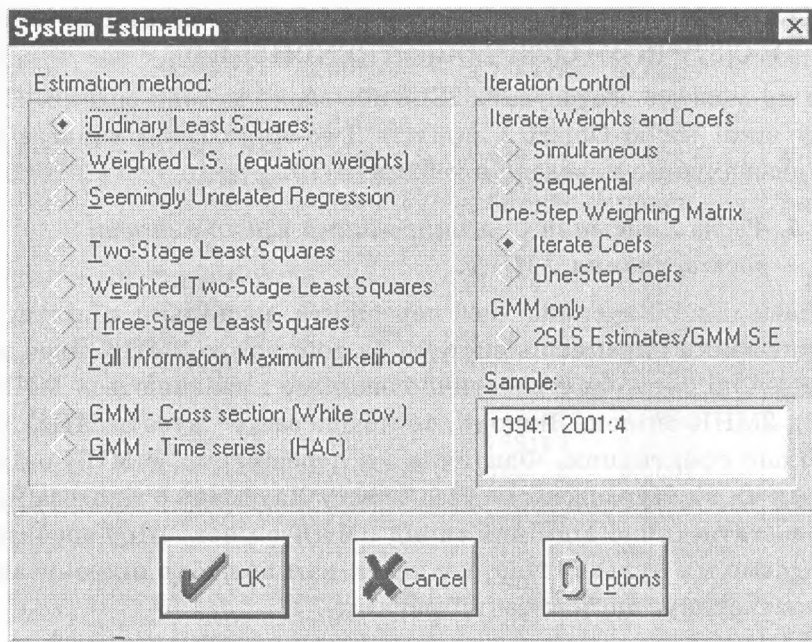 System Estimation
Estimation method:
Ordinary Least Squares
Weighted L.S. (equation weights)
Seemingly Unrelated Regression
Two-Stage Least Squares
Weighted Two-Stage Least Squares
Three-Stage Least Squares
Full Information Maximum Likelihood
GMM - Cross section (White cov.)
GMM - Time series (HAC)
Iteration Control
Iterate Weights and Coefs
Simultaneous
Sequential
One-Step Weighting Matrix
Iterate Coefs
One-Step Coefs
GMM only
2SLS Estimates/GMM S.E
Sample:
1994:1 2001:4
OK
Cancel
Options